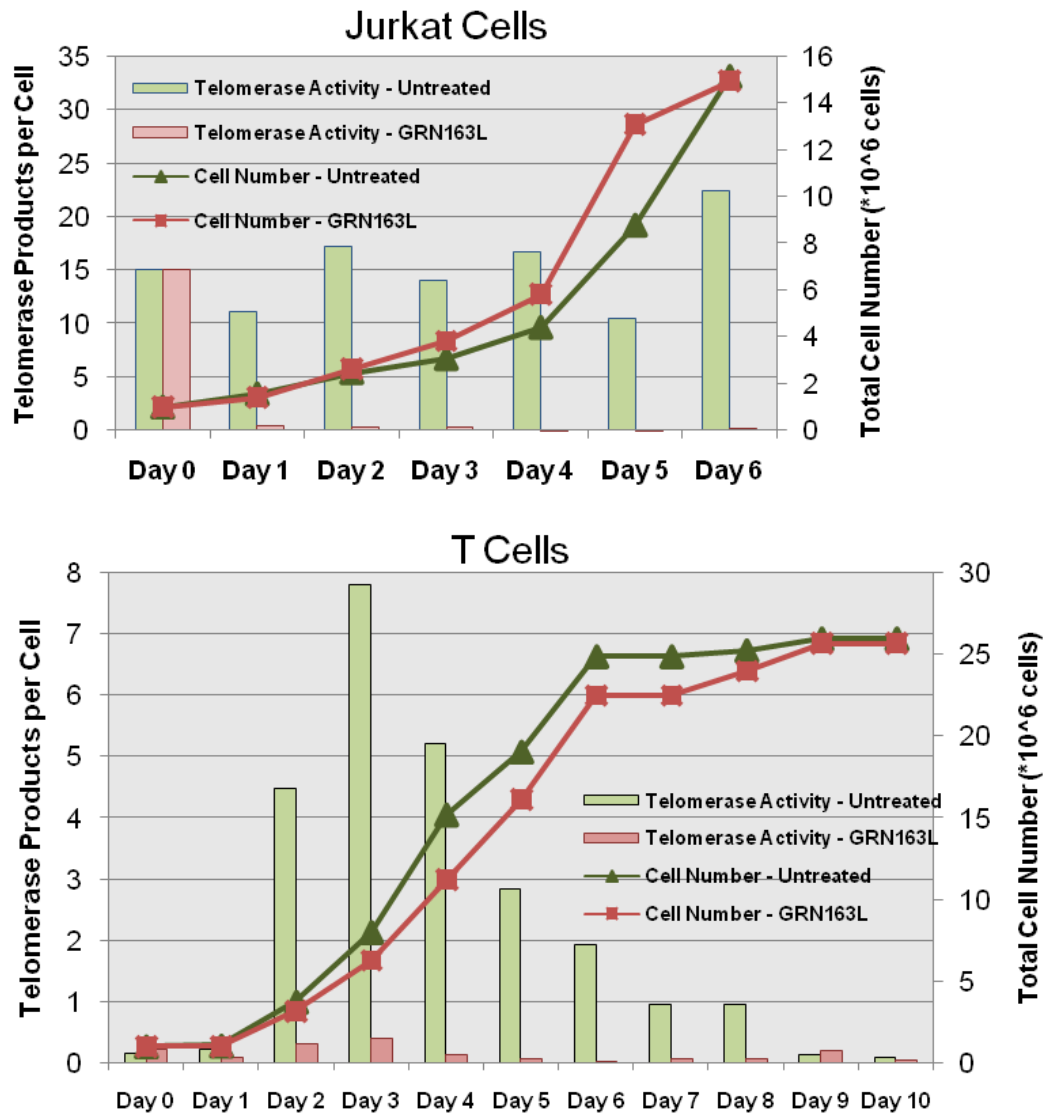 Jurkat Cells
Telomerase Products per Cell
35
30
25
20
15
10
5
0
Telomerase Activity - Untreated
Telomerase Activity - GRN163L
Cell Number - Untreated
Cell Number - GRN163L
16
14
12
10
8
6
4
2
0
Total Cell Number (*10^6 cells)
Day 0 Day 1 Day 2 Day 3 Day 4 Day 5 Day 6
T Cells
Telomerase Products per Cell
8
7
6
5
4
3
2
1
0
Telomerase Activity - Untreated
Telomerase Activity - GRN163L
Cell Number - Untreated
Cell Number - GRN163L
30
25
20
15
10
5
0
Total Cell Number (*10^6 cells)
Day 0 Day 1 Day 2 Day 3 Day 4 Day 5 Day 6 Day 7 Day 8 Day 9 Day 10